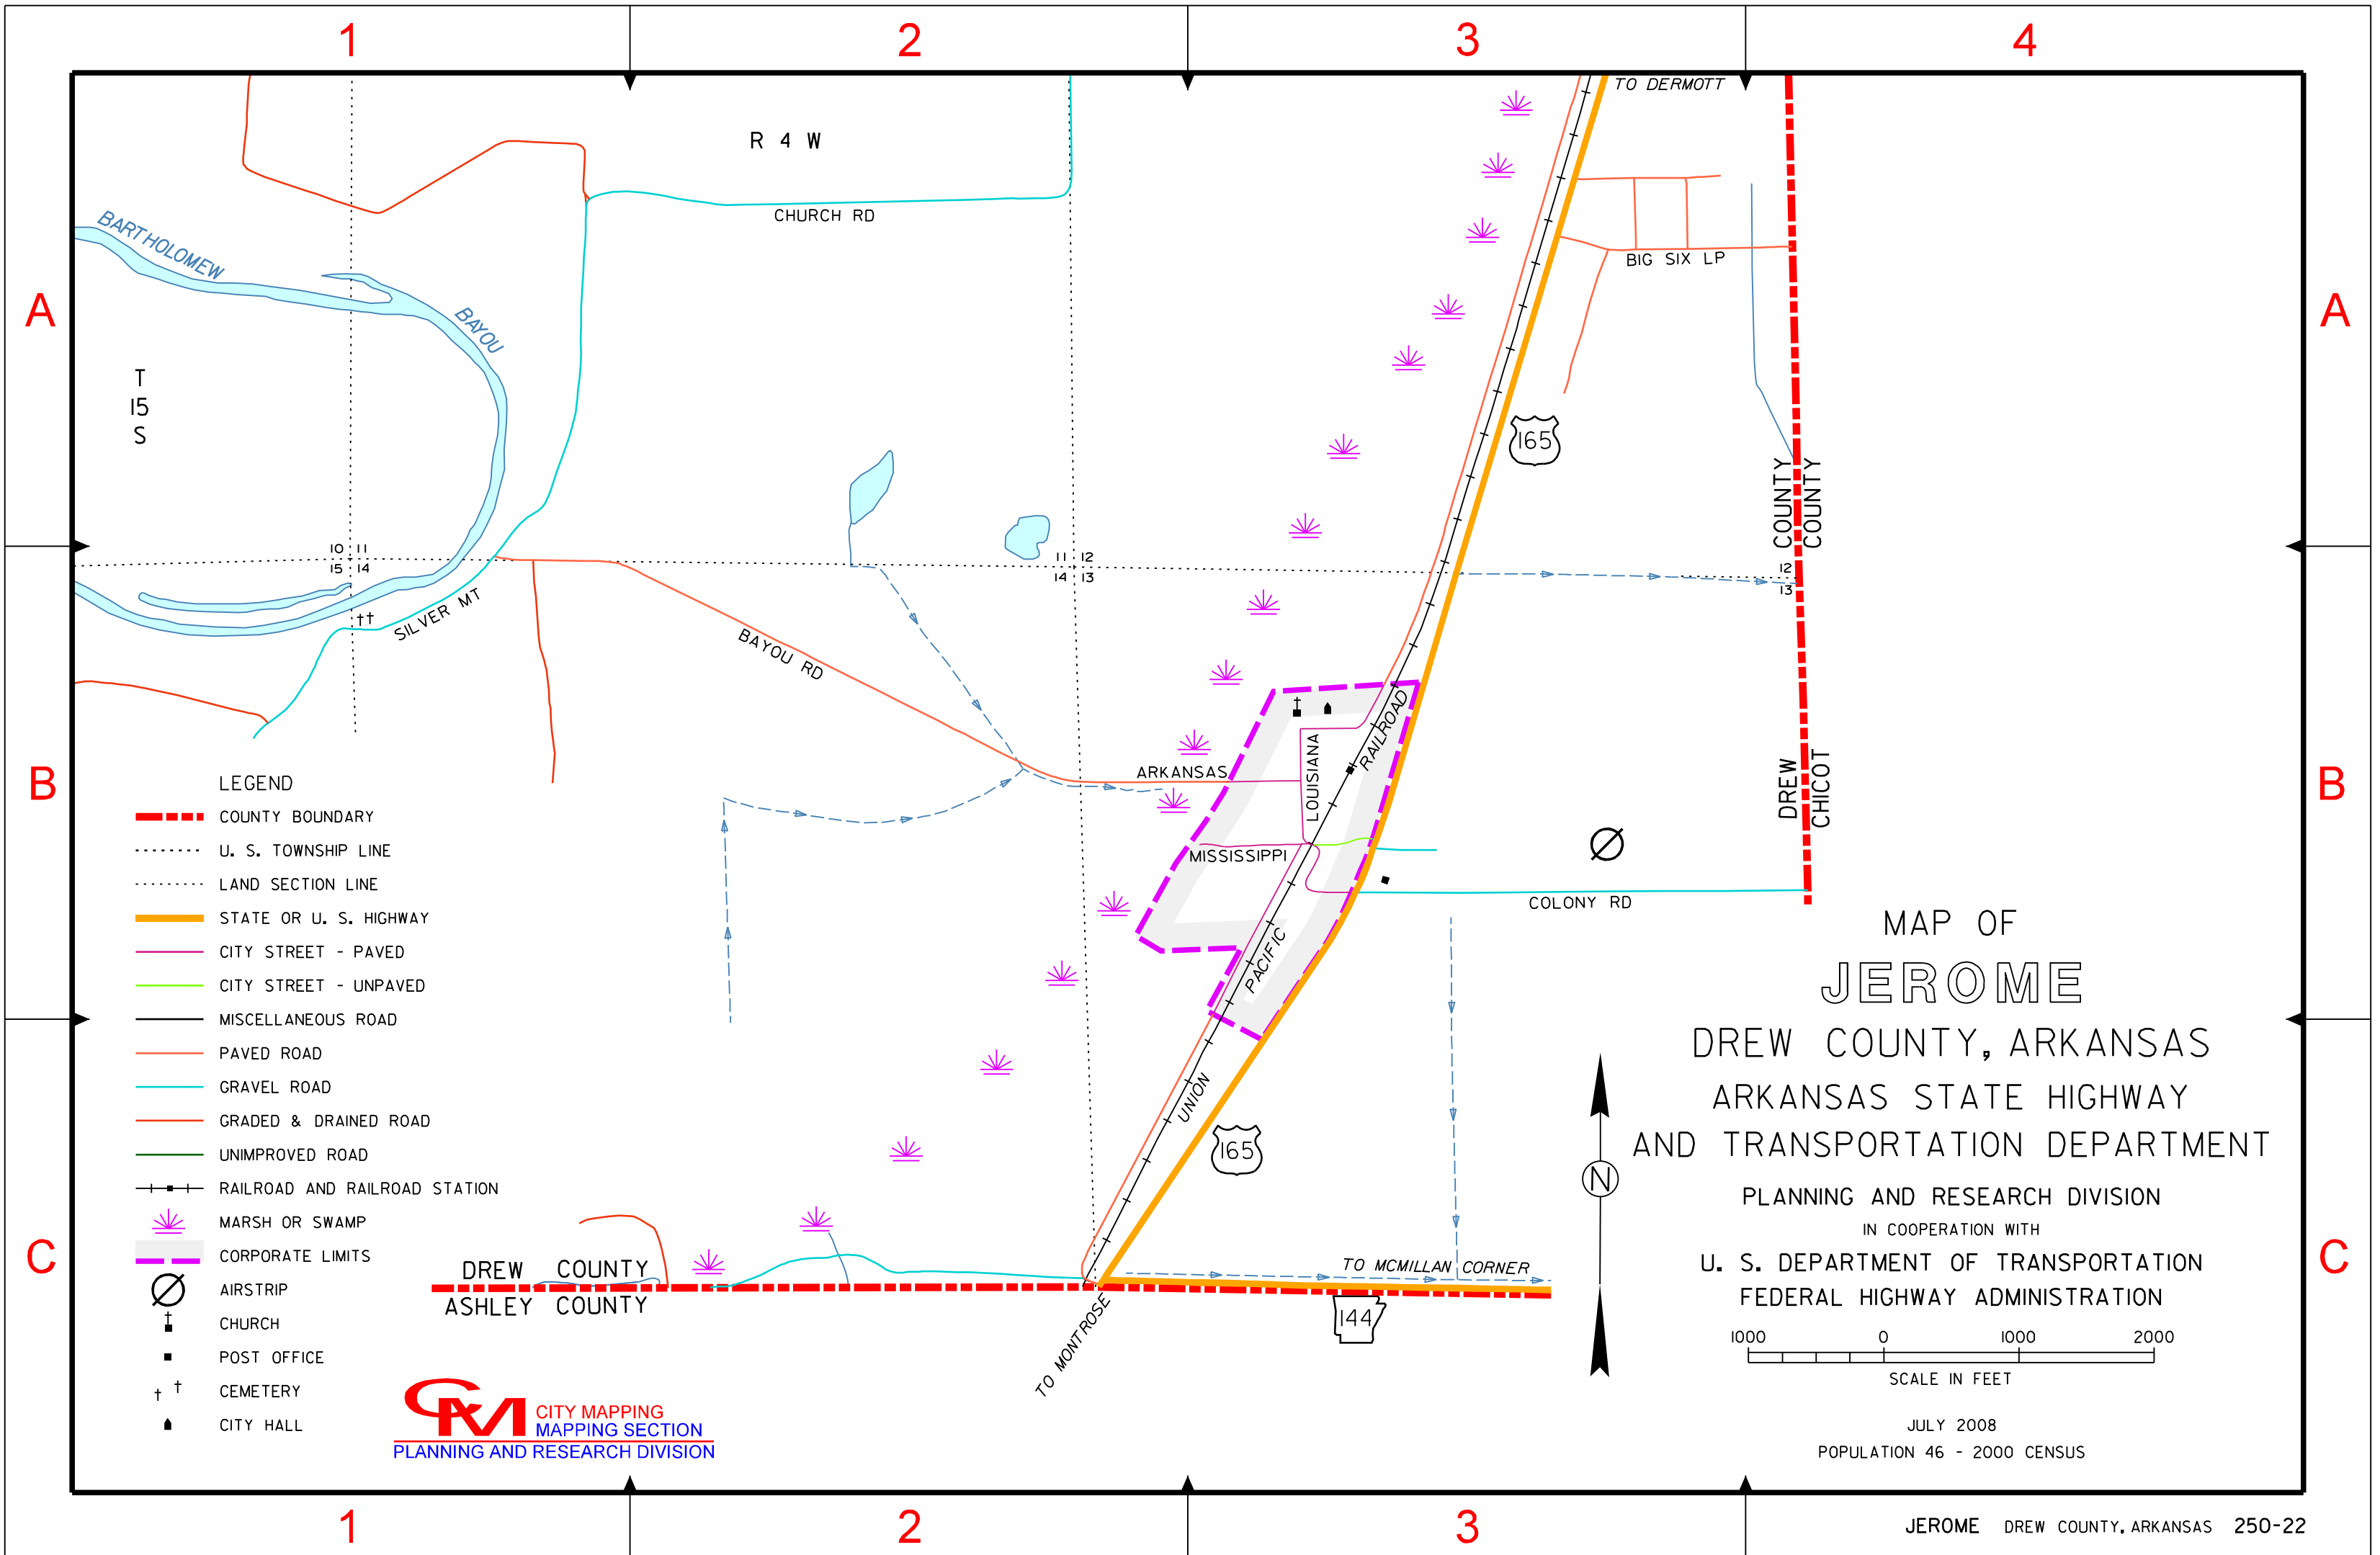 1
2
3
4
TO DERMOTT
R 4 W
CHURCH RD
BARTHOLOMEW
BAYOU
BIG SIX LP
A
A
T
15
S
165
COUNTY
COUNTY
10 11
15 14
11 12
14 13
12
13
SILVER MT
BAYOU RD
RAILROAD
ARKANSAS
LOUISIANA
DREW
CHICOT
B
B
MISSISSIPPI
COLONY RD
PACIFIC
UNION
165
LEGEND
COUNTY BOUNDARY
U. S. TOWNSHIP LINE
LAND SECTION LINE
STATE OR U. S. HIGHWAY
CITY STREET - PAVED
CITY STREET - UNPAVED
MISCELLANEOUS ROAD
PAVED ROAD
GRAVEL ROAD
GRADED & DRAINED ROAD
UNIMPROVED ROAD
RAILROAD AND RAILROAD STATION
MARSH OR SWAMP
CORPORATE LIMITS
AIRSTRIP
CHURCH
POST OFFICE
CEMETERY
CITY HALL
C
C
DREW COUNTY
ASHLEY COUNTY
TO MCMILLAN CORNER
144
TO MONTROSE
N
MAP OF
JEROME
DREW COUNTY, ARKANSAS
ARKANSAS STATE HIGHWAY
AND TRANSPORTATION DEPARTMENT
PLANNING AND RESEARCH DIVISION
IN COOPERATION WITH
U. S. DEPARTMENT OF TRANSPORTATION
FEDERAL HIGHWAY ADMINISTRATION
1000 0 1000 2000
SCALE IN FEET
JULY 2008
POPULATION 46 - 2000 CENSUS
CM
CITY MAPPING
MAPPING SECTION
PLANNING AND RESEARCH DIVISION
1
2
3
JEROME DREW COUNTY, ARKANSAS 250-22